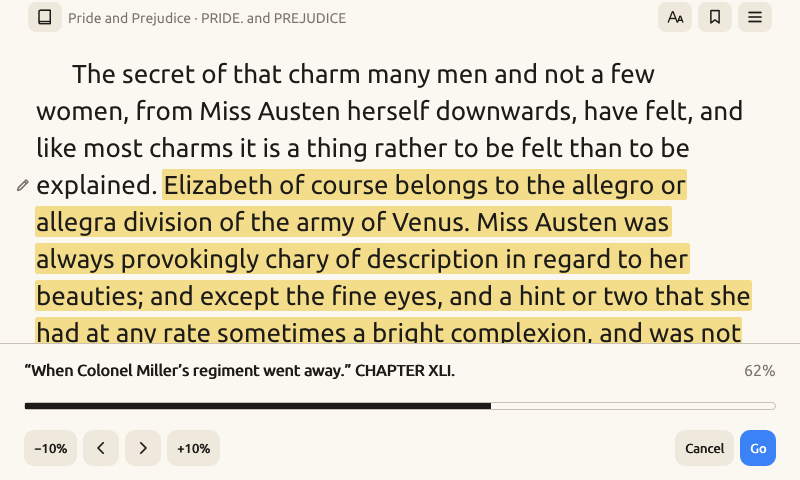 Pride and Prejudice · PRIDE. and PREJUDICE
AA
The secret of that charm many men and not a few
women, from Miss Austen herself downwards, have felt, and
like most charms it is a thing rather to be felt than to be
explained. Elizabeth of course belongs to the allegro or
allegra division of the army of Venus. Miss Austen was
always provokingly chary of description in regard to her
beauties; and except the fine eyes, and a hint or two that she
had at any rate sometimes a bright complexion, and was not
“When Colonel Miller’s regiment went away.” CHAPTER XLI.
62%
−10%
+10%
Cancel
Go